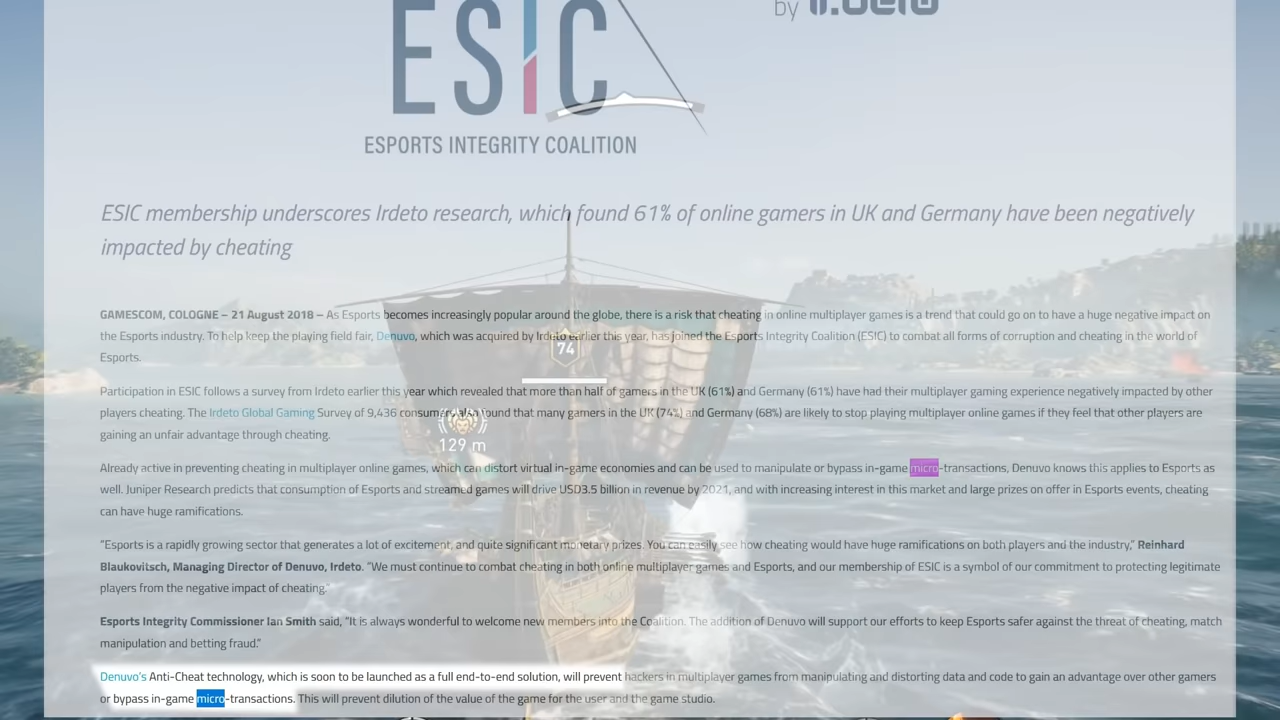 by
ESIC
ESPORTS INTEGRITY COALITION
ESIC membership underscores Irdeto research, which found 61% of online gamers in UK and Germany have been negatively
impacted by cheating
GAMESCOM, COLOGNE – 21 August 2018 – As Esports becomes increasingly popular around the globe, there is a risk that cheating in online multiplayer games is a trend that could go on to have a huge negative impact on
the Esports industry. To help keep the playing field fair, Denuvo, which was acquired by Irdeto earlier this year, has joined the Esports Integrity Coalition (ESIC) to combat all forms of corruption and cheating in the world of
Esports.
74
Participation in ESIC follows a survey from Irdeto earlier this year which revealed that more than half of gamers in the UK (61%) and Germany (61%) have had their multiplayer gaming experience negatively impacted by other
players cheating. The Irdeto Global Gaming Survey of 9,436 consumers also found that many gamers in the UK (74%) and Germany (68%) are likely to stop playing multiplayer online games if they feel that other players are
gaining an unfair advantage through cheating.
129 m
Already active in preventing cheating in multiplayer online games, which can distort virtual in-game economies and can be used to manipulate or bypass in-game micro-transactions, Denuvo knows this applies to Esports as
well. Juniper Research predicts that consumption of Esports and streamed games will drive USD3.5 billion in revenue by 2021, and with increasing interest in this market and large prizes on offer in Esports events, cheating
can have huge ramifications.
“Esports is a rapidly growing sector that generates a lot of excitement, and quite significant monetary prizes. You can easily see how cheating would have huge ramifications on both players and the industry,” Reinhard
Blaukovitsch, Managing Director of Denuvo, Irdeto. “We must continue to combat cheating in both online multiplayer games and Esports, and our membership of ESIC is a symbol of our commitment to protecting legitimate
players from the negative impact of cheating.”
Esports Integrity Commissioner Ian Smith said, “It is always wonderful to welcome new members into the Coalition. The addition of Denuvo will support our efforts to keep Esports safer against the threat of cheating, match
manipulation and betting fraud.”
Denuvo’s Anti-Cheat technology, which is soon to be launched as a full end-to-end solution, will prevent hackers in multiplayer games from manipulating and distorting data and code to gain an advantage over other gamers
or bypass in-game micro-transactions. This will prevent dilution of the value of the game for the user and the game studio.